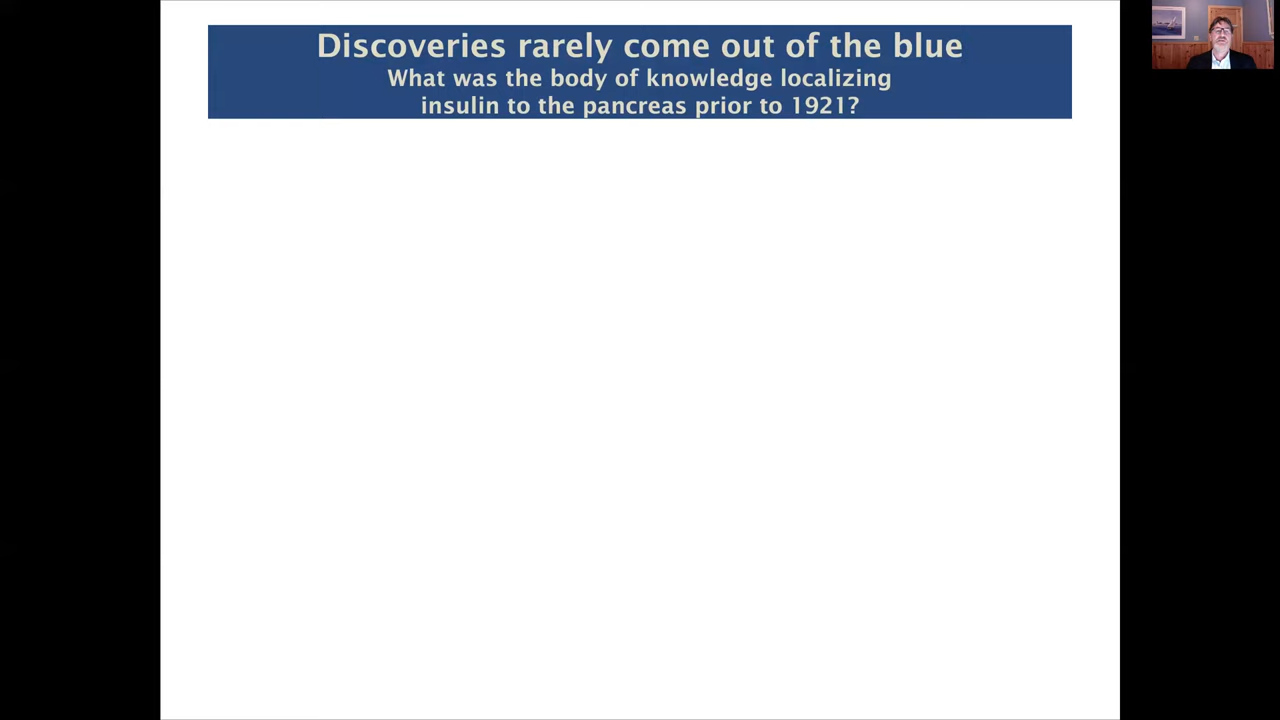 Discoveries rarely come out of the blue
What was the body of knowledge localizing
insulin to the pancreas prior to 1921?